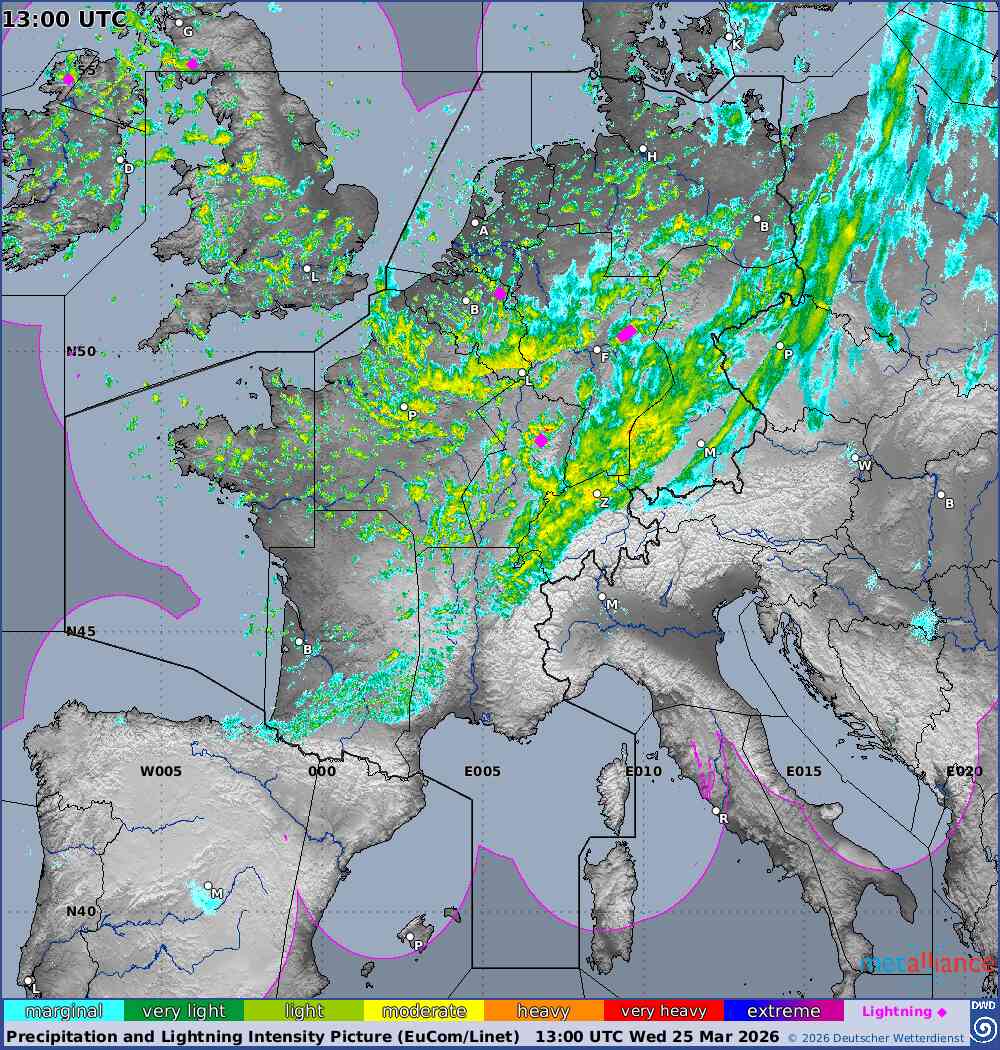 13:00 UTC
G
K
55
H
D
A
B
B
L
B
N50
F
P
L
P
M
W
Z
B
M
N45
B
W005
000
E005
E010
E015
E020
R
M
N40
P
metalliance
L
marginal very light light moderate heavy very heavy extreme Lightning
DWD
Precipitation and Lightning Intensity Picture (EuCom/Linet) 13:00 UTC Wed 25 Mar 2026 © 2026 Deutscher Wetterdienst